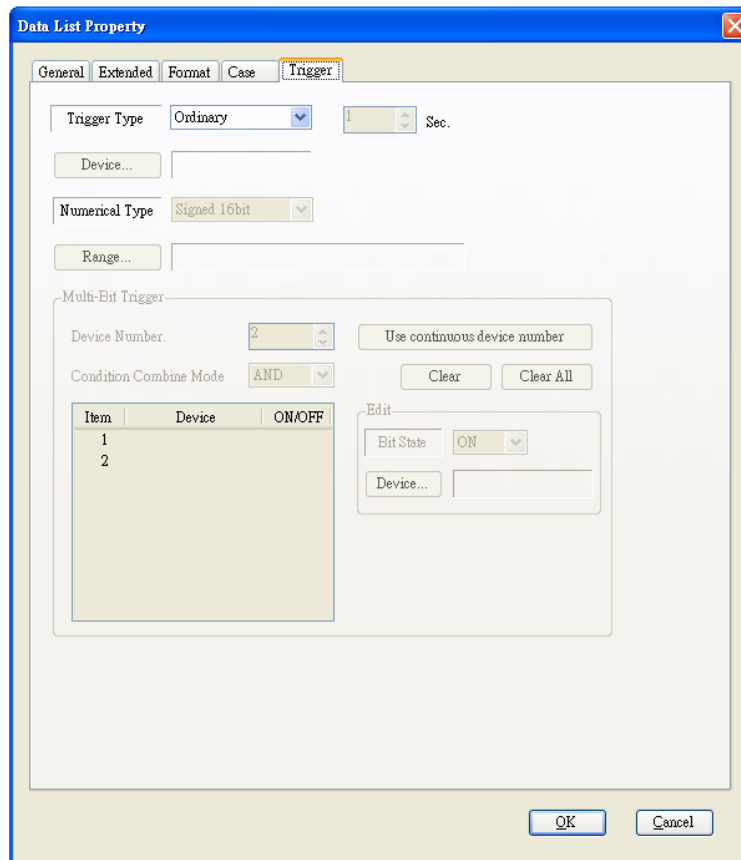 Data List Property
General Extended Format Case Trigger
Trigger Type Ordinary 1 Sec.
Device...
Numerical Type Signed 16bit
Range...
Multi-Bit Trigger
Device Number. 2 Use continuous device number
Condition Combine Mode AND Clear Clear All
Item Device ON/OFF
1
2
Edit
Bit State ON
Device...
OK Cancel